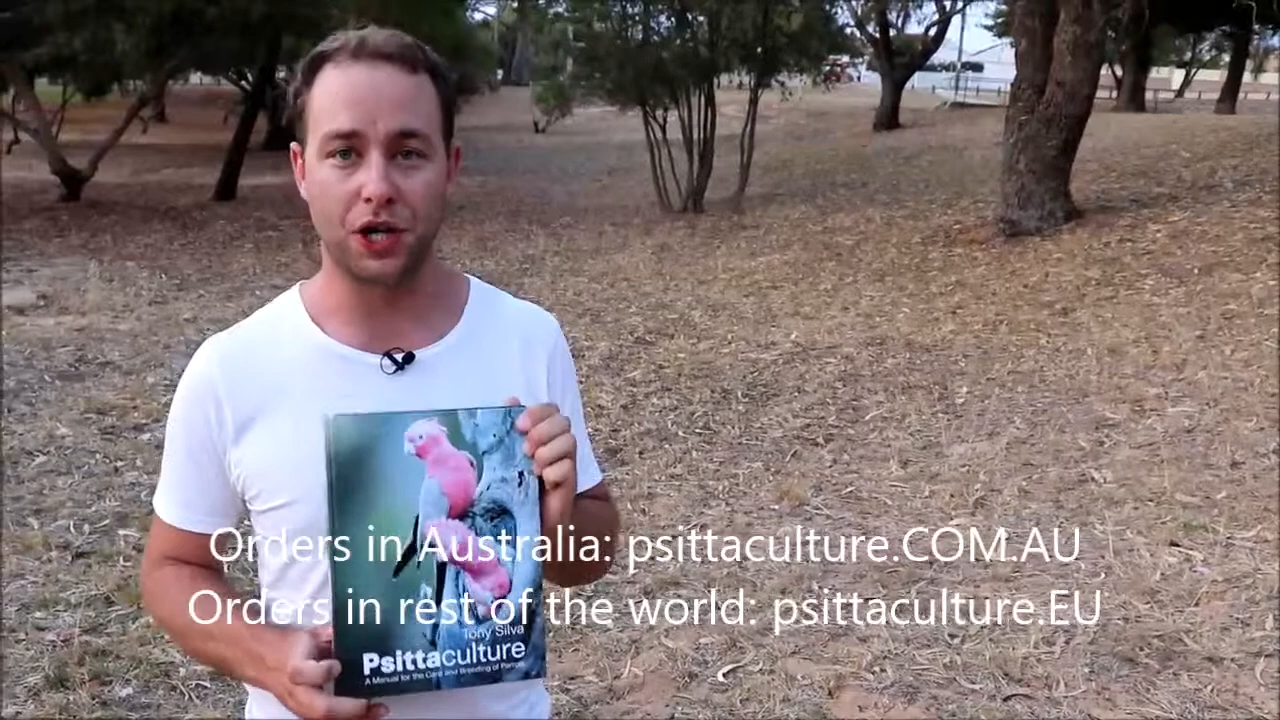 Orders in Australia: psittaculture.COM.AU
Orders in rest of the world: psittaculture.EU
Tony Silva
Psittaculture
A Manual for the Care and Breeding of Parrots